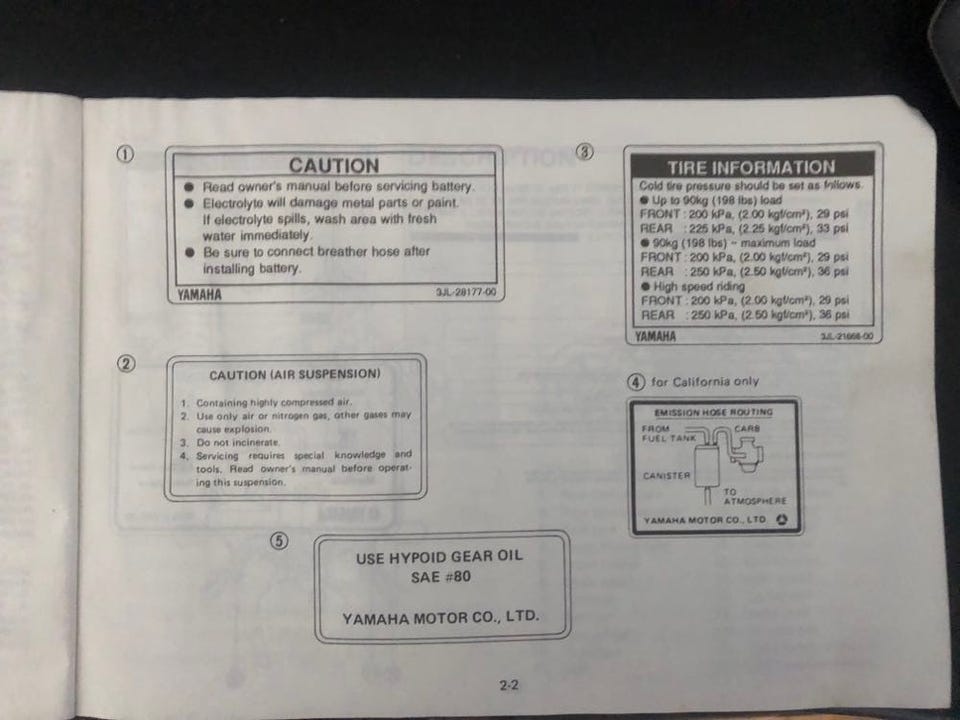 ①
CAUTION
● Read owner's manual before servicing battery.
● Electrolyte will damage metal parts or paint.
If electrolyte spills, wash area with fresh
water immediately.
● Be sure to connect breather hose after
installing battery.
YAMAHA 3JL-28177-00
②
CAUTION (AIR SUSPENSION)
1. Containing highly compressed air.
2. Use only air or nitrogen gas, other gases may
cause explosion.
3. Do not incinerate.
4. Servicing requires special knowledge and
tools. Read owner's manual before operat-
ing this suspension.
③
TIRE INFORMATION
Cold tire pressure should be set as follows.
● Up to 90kg (198 lbs) load
FRONT : 200 kPa, (2.00 kgf/cm²), 29 psi
REAR : 225 kPa, (2.25 kgf/cm²), 33 psi
● 90kg (198 lbs) ~ maximum load
FRONT : 200 kPa, (2.00 kgf/cm²), 29 psi
REAR : 250 kPa, (2.50 kgf/cm²), 36 psi
● High speed riding
FRONT : 200 kPa, (2.00 kgf/cm²), 29 psi
REAR : 250 kPa, (2.50 kgf/cm²), 36 psi
YAMAHA 3JL-21668-00
④ for California only
EMISSION HOSE ROUTING
FROM CARB
FUEL TANK
CANISTER
TO
ATMOSPHERE
YAMAHA MOTOR CO., LTD
⑤
USE HYPOID GEAR OIL
SAE #80
YAMAHA MOTOR CO., LTD.
2-2